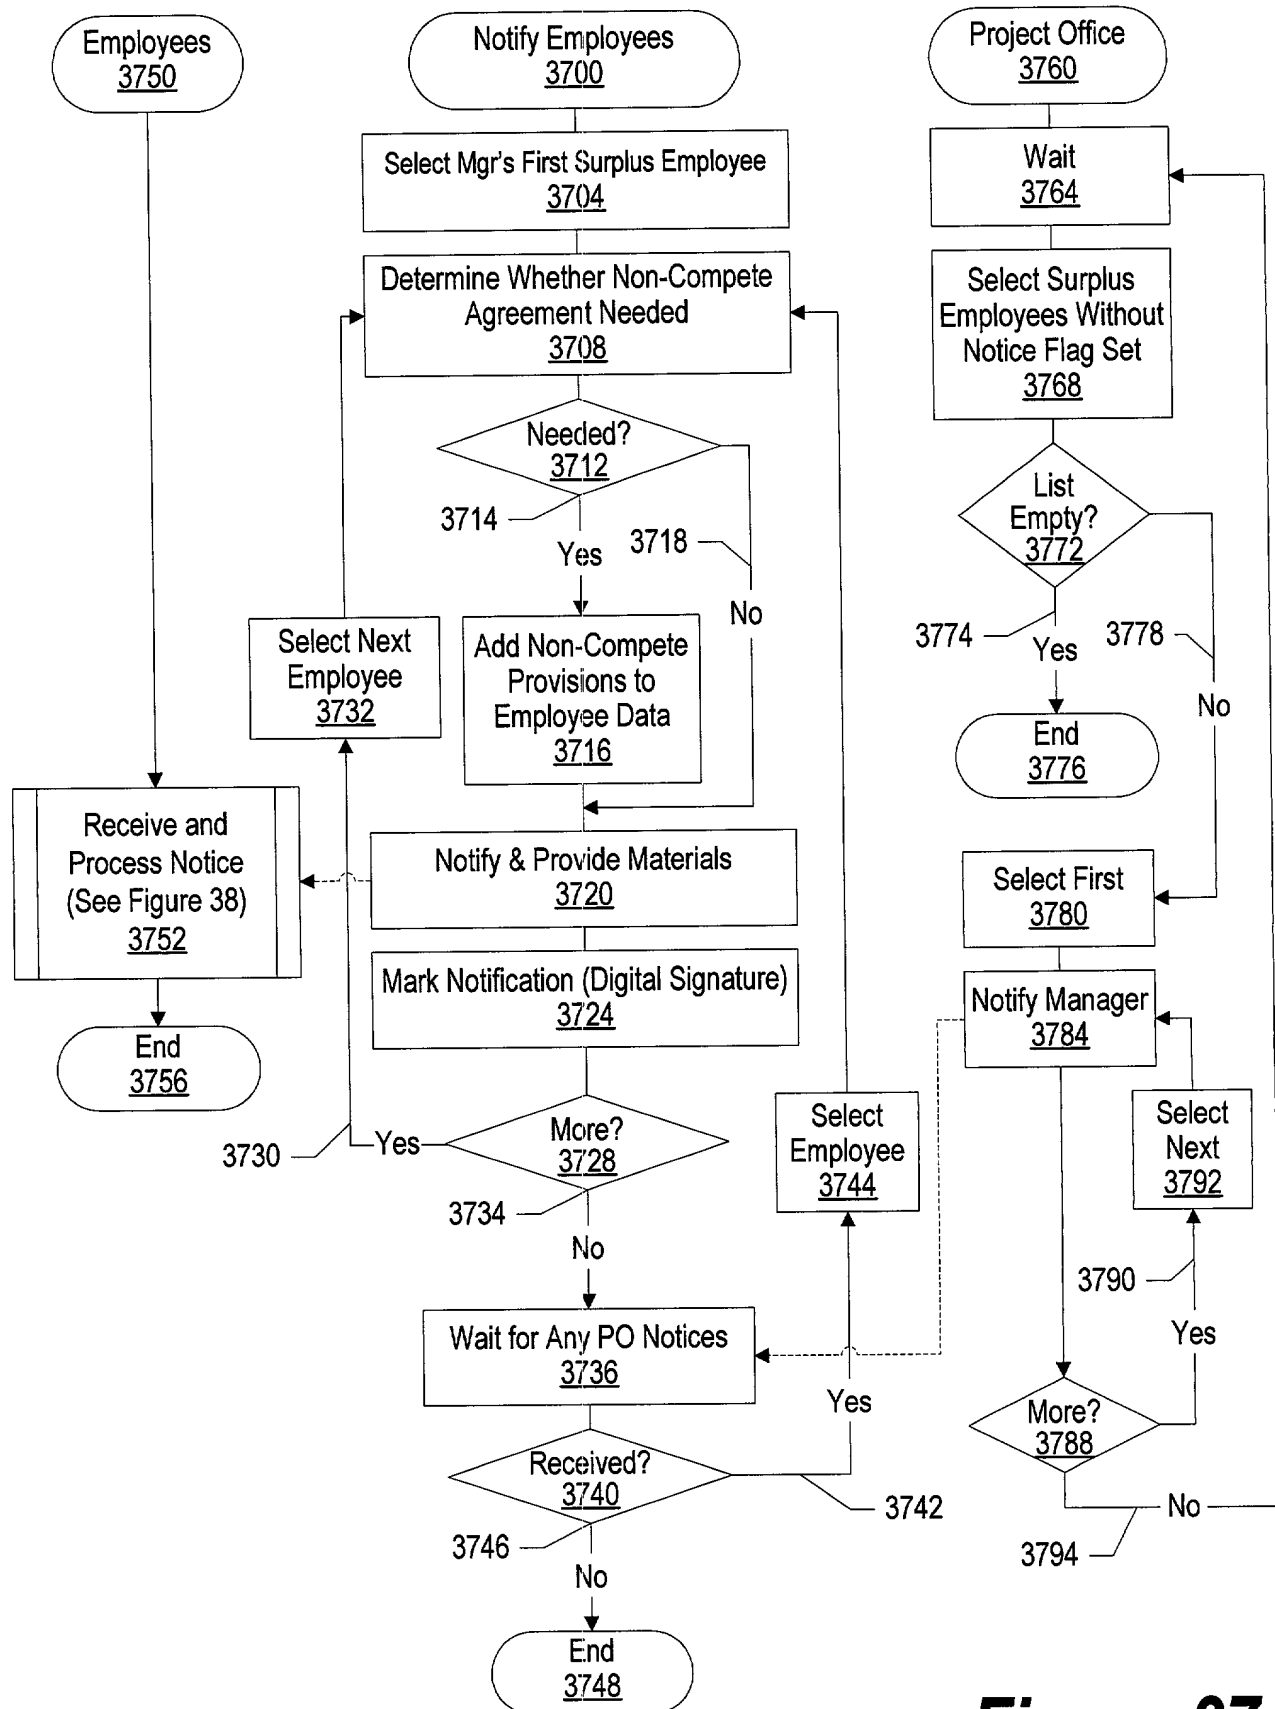 Employees
3750
Notify Employees
3700
Project Office
3760
Select Mgr's First Surplus Employee
3704
Wait
3764
Determine Whether Non-Compete
Agreement Needed
3708
Select Surplus
Employees Without
Notice Flag Set
3768
Needed?
3712
3714
Yes
3718
No
List
Empty?
3772
3774
Yes
3778
No
Select Next
Employee
3732
Add Non-Compete
Provisions to
Employee Data
3716
End
3776
Receive and
Process Notice
(See Figure 38)
3752
Notify & Provide Materials
3720
Select First
3780
Mark Notification (Digital Signature)
3724
Notify Manager
3784
End
3756
More?
3728
3730
Yes
3734
No
Select
Employee
3744
Select
Next
3792
3790
Yes
Wait for Any PO Notices
3736
Yes
More?
3788
Received?
3740
3742
3746
No
No
3794
End
3748